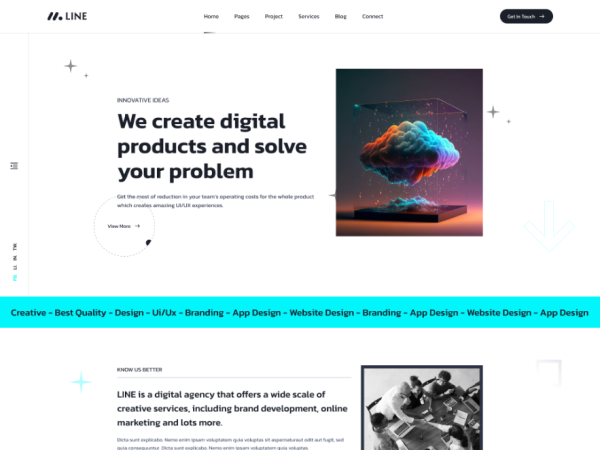 LINE
Home Pages Project Services Blog Connect
Get In Touch
INNOVATIVE IDEAS
We create digital
products and solve
your problem
Get the most of reduction in your team's operating costs for the whole product
which creates amazing UI/UX experiences.
View More
TW.
IN.
LI.
Creative - Best Quality - Design - Ui/Ux - Branding - App Design - Website Design - Branding - App Design - Website Design - App Design
KNOW US BETTER
LINE is a digital agency that offers a wide scale of
creative services, including brand development, online
marketing and lots more.
Dicta sunt explicabo. Nemo enim ipsam voluptatem quia voluptas sit aspernaturaut odit aut fugit, sed
quia consequuntur. Dicta sunt explicabo. Nemo enim ipsam voluptatem quia voluptas.